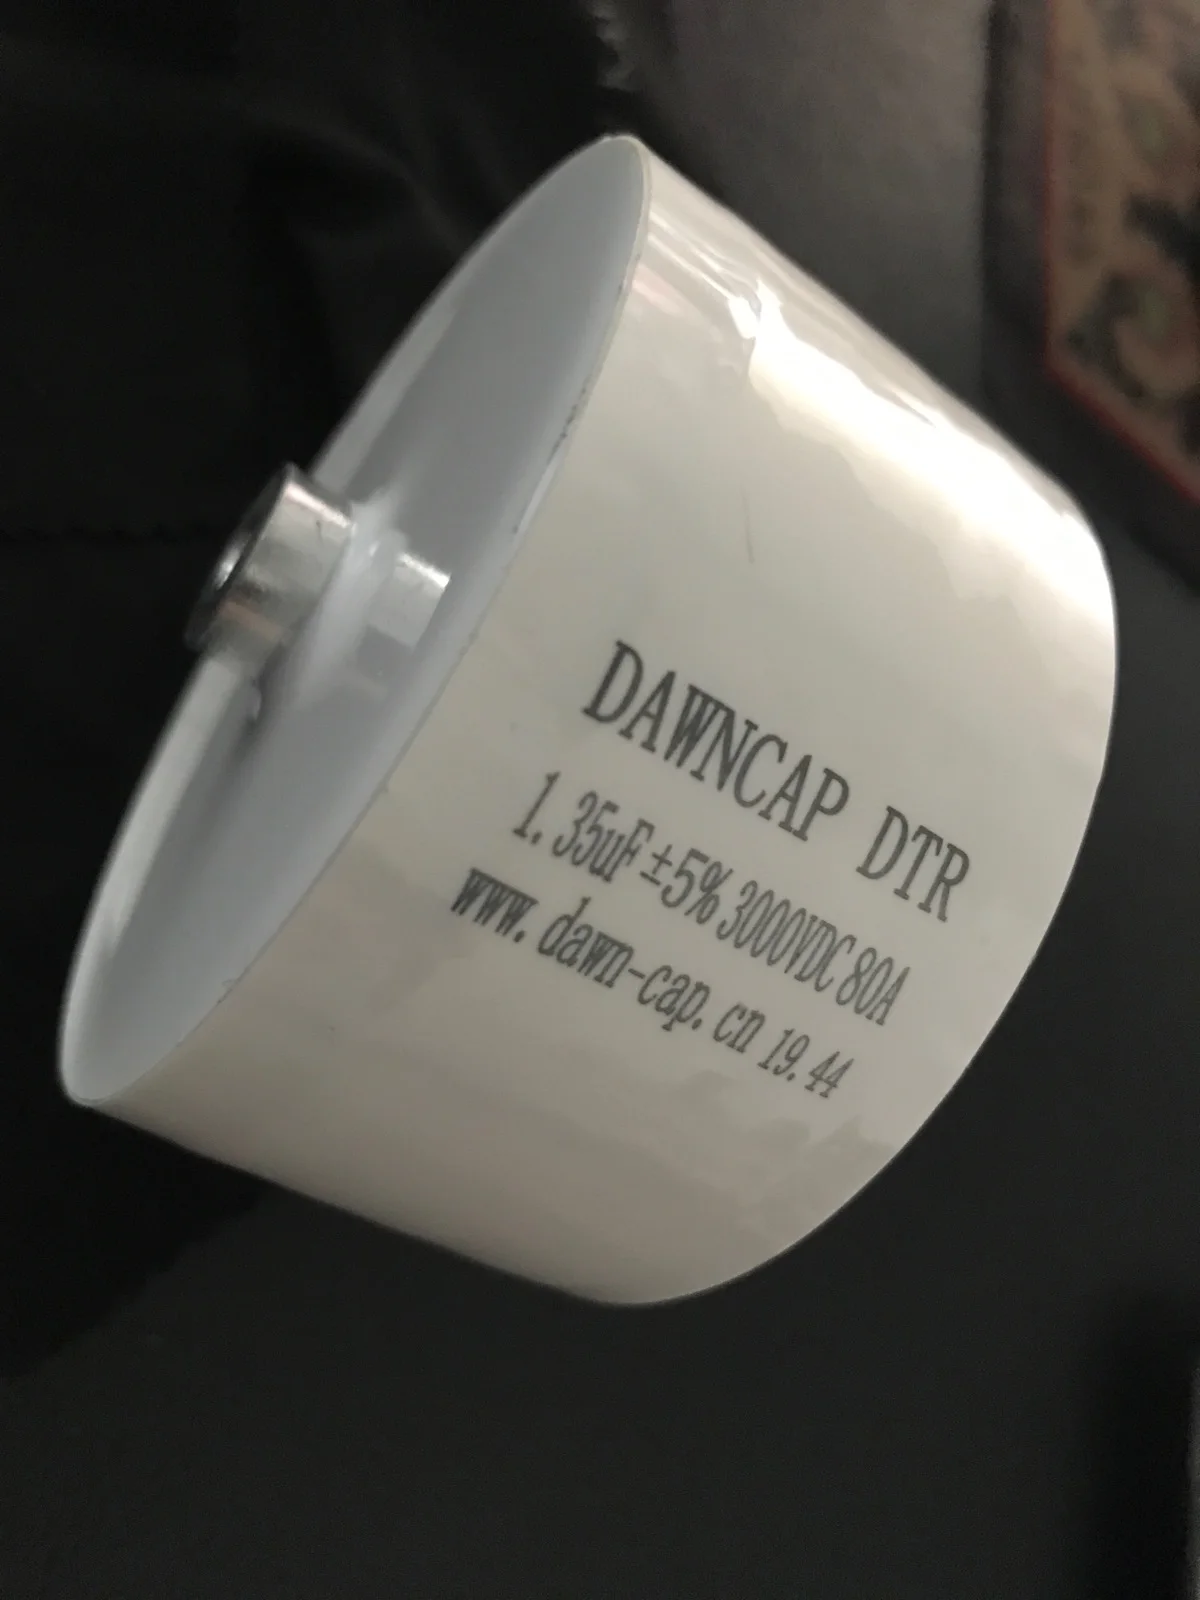 DAWNCAP DTR
1.35uF±5% 3000VDC 80A
www.dawn-cap.cn 19.44